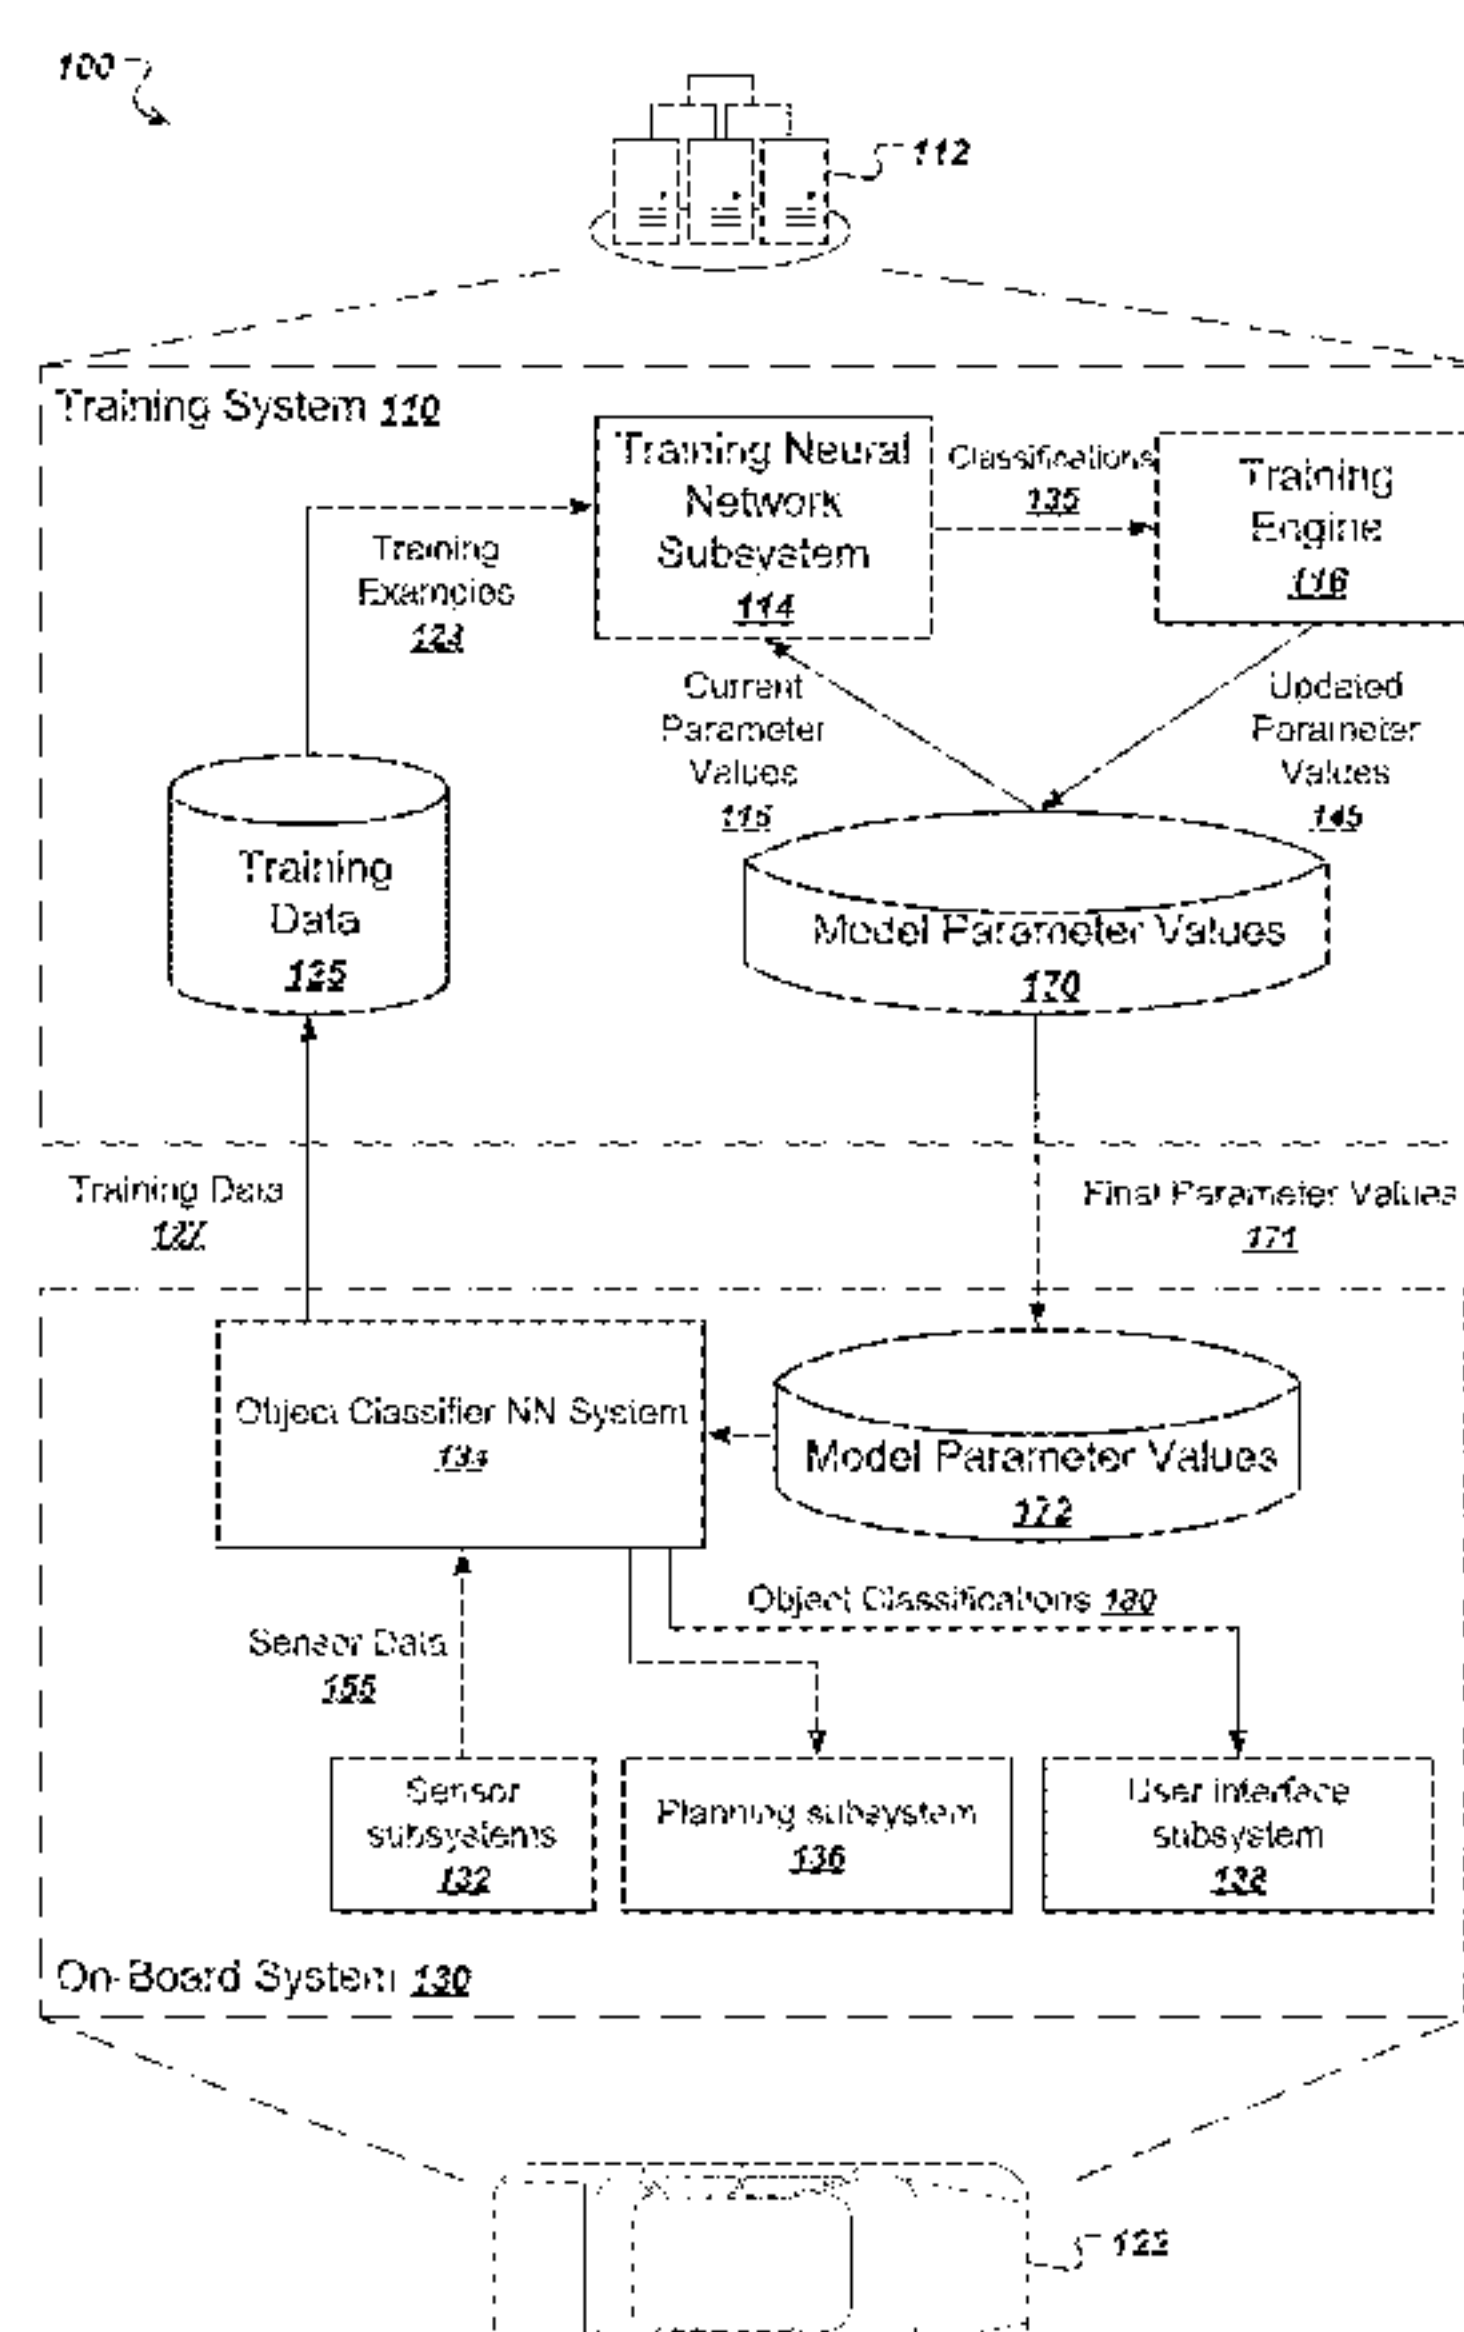 100
112
Training System 110
Training Neural
Network
Subsystem
114
Classifications
135
Training
Engine
116
Training
Examples
123
Current
Parameter
Values
115
Updated
Parameter
Values
145
Training
Data
125
Model Parameter Values
170
Training Data
127
Final Parameter Values
171
Object Classifier NN System
134
Model Parameter Values
172
Object Classifications 180
Sensor Data
155
Sensor
subsystems
132
Planning subsystem
136
User interface
subsystem
138
On-Board System 130
122